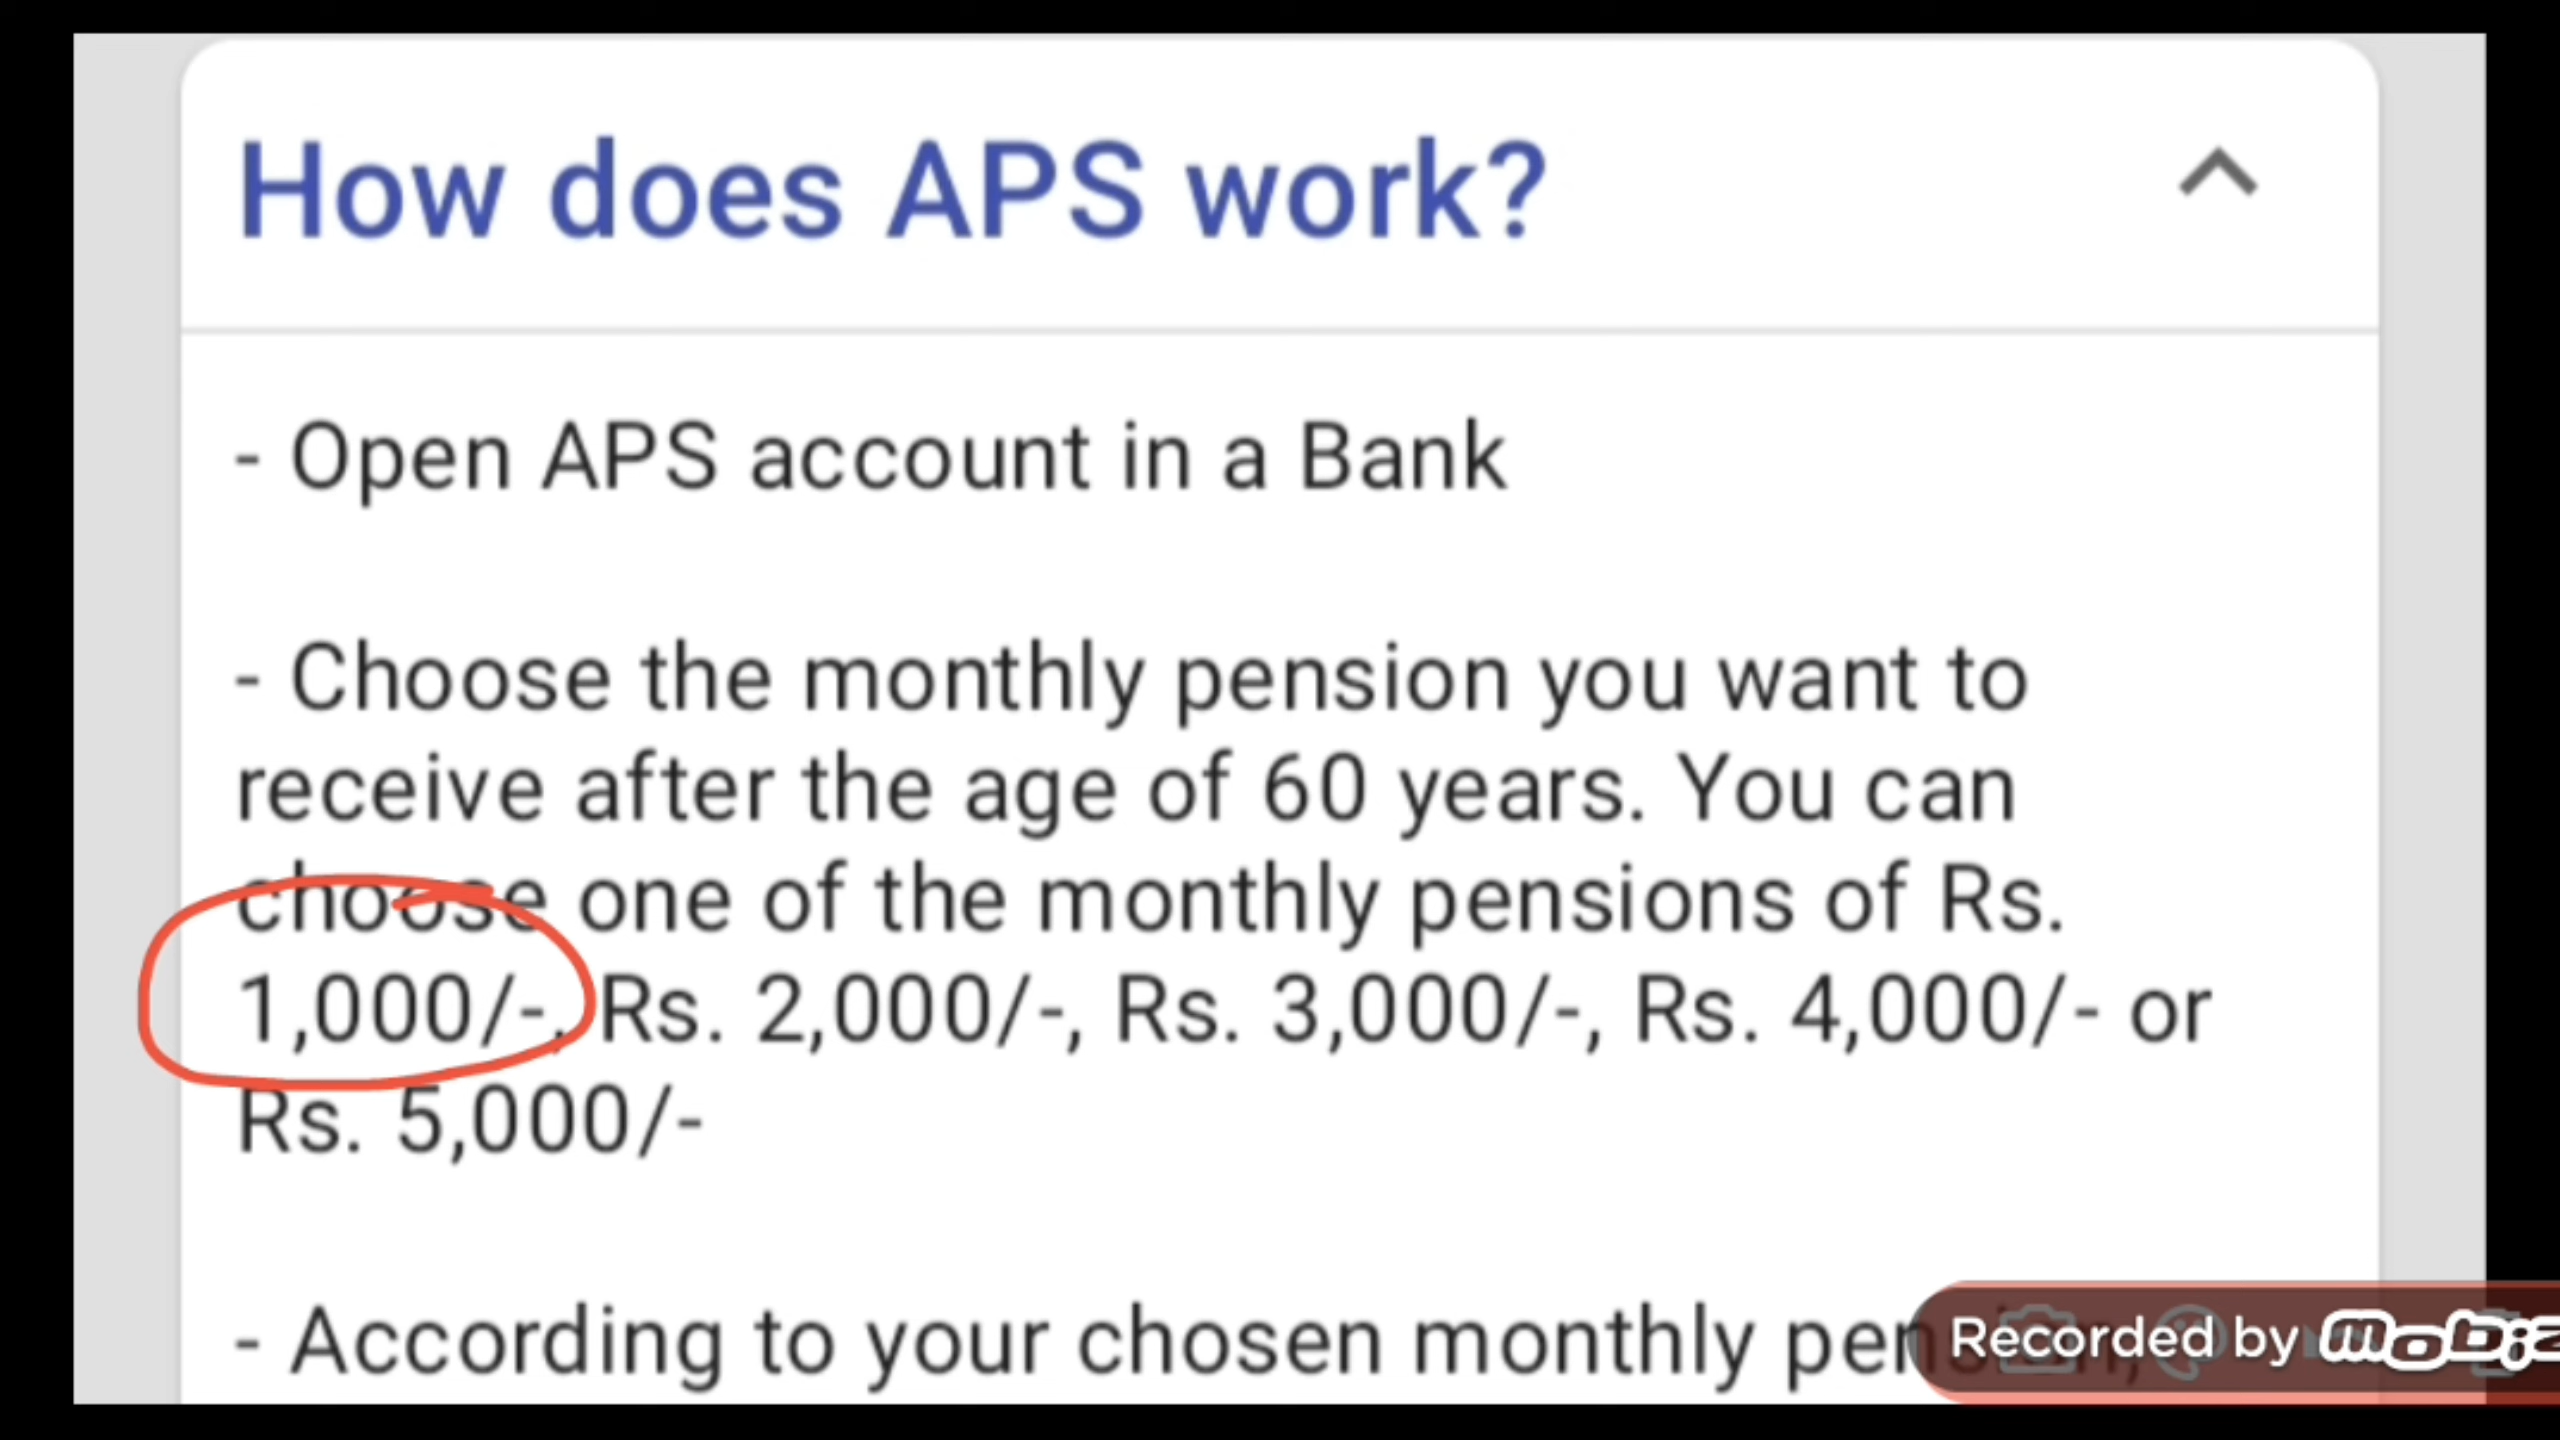 How does APS work?
- Open APS account in a Bank
- Choose the monthly pension you want to
receive after the age of 60 years. You can
choose one of the monthly pensions of Rs.
1,000/-, Rs. 2,000/-, Rs. 3,000/-, Rs. 4,000/- or
Rs. 5,000/-
- According to your chosen monthly pension,
Recorded by